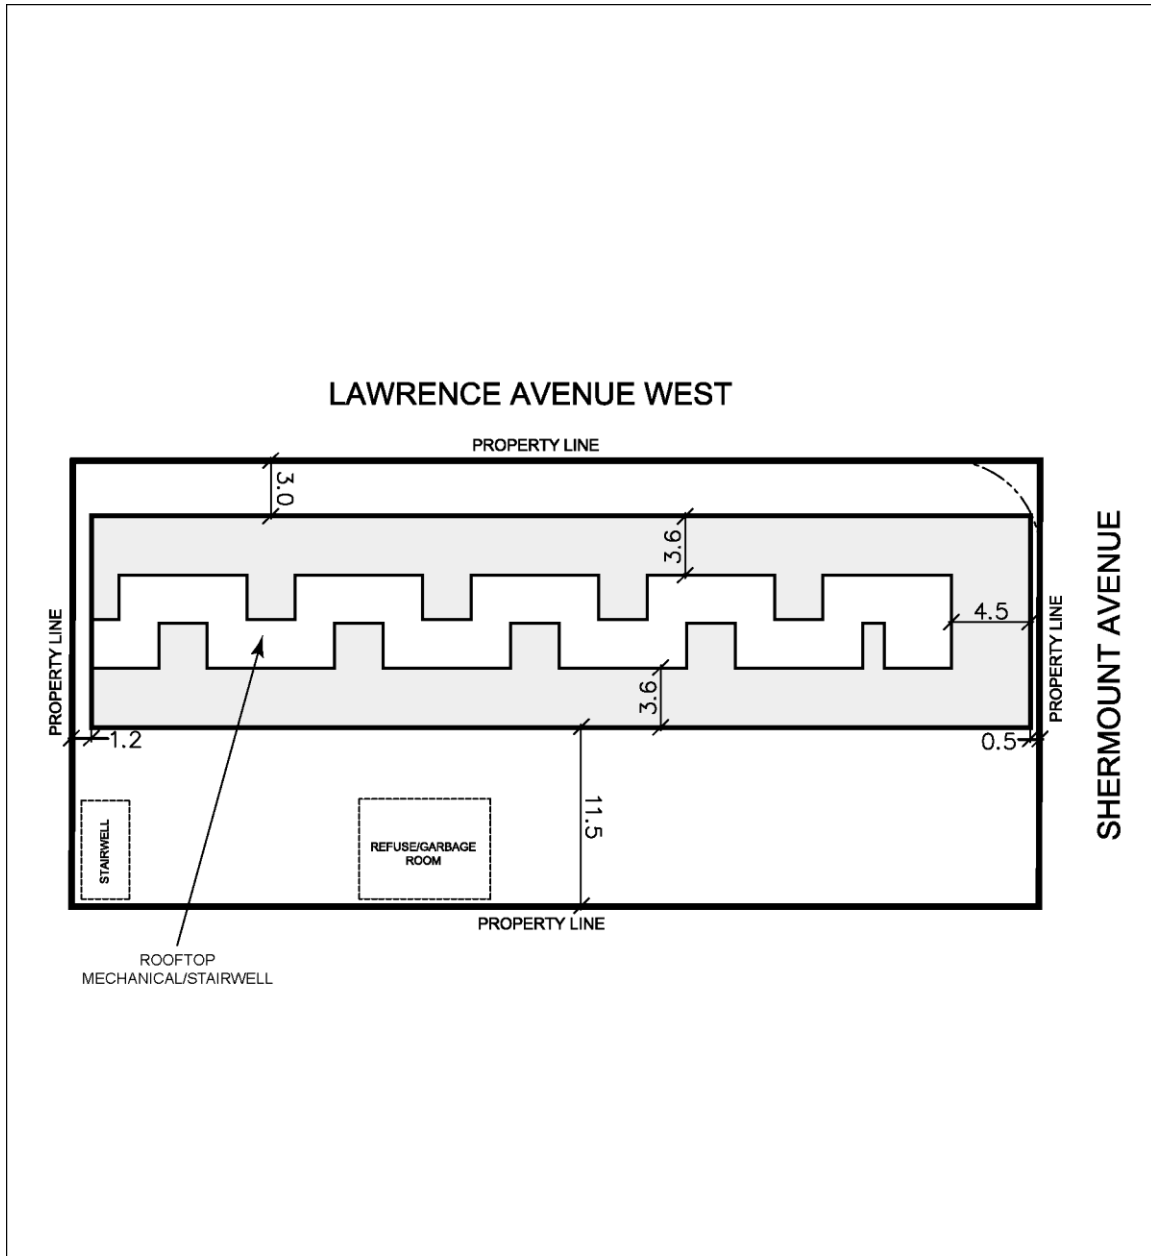 LAWRENCE AVENUE WEST
PROPERTY LINE
3.0
3.6
4.5
PROPERTY LINE
PROPERTY LINE
SHERMOUNT AVENUE
3.6
1.2
0.5
11.5
STAIRWELL
REFUSE/GARBAGE
ROOM
PROPERTY LINE
ROOFTOP
MECHANICAL/STAIRWELL